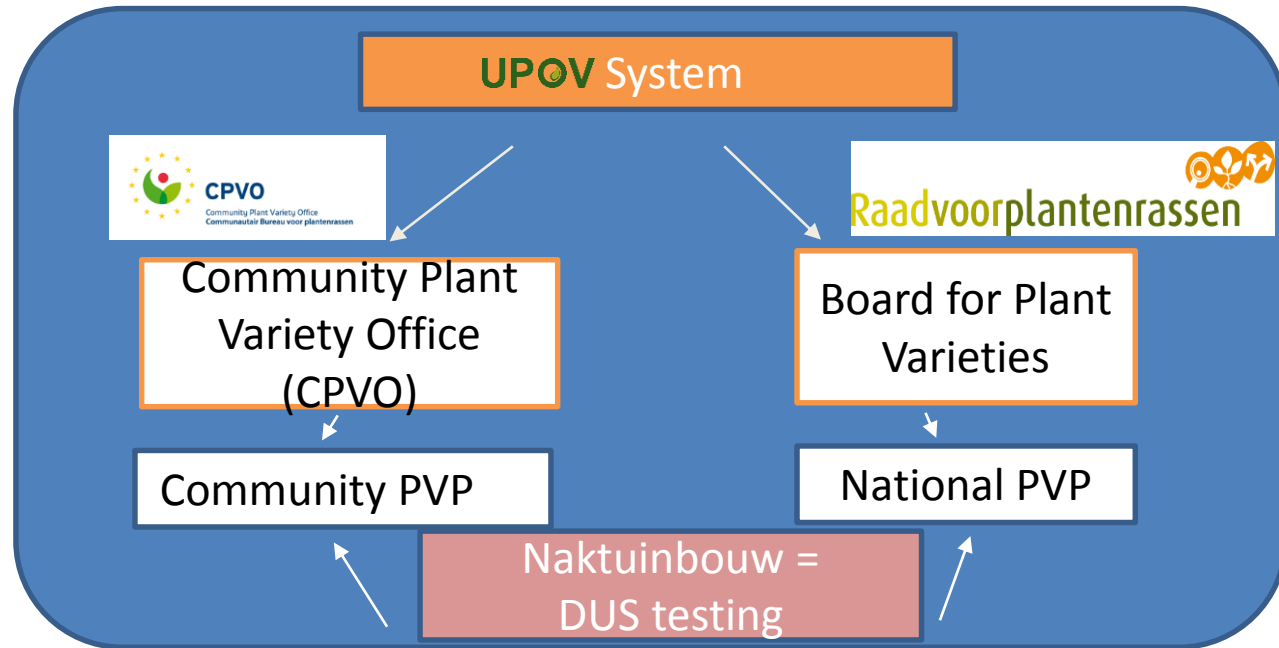 UPOV System
CPVO
Community Plant Variety Office
Communautair Bureau voor plantenrassen
Raadvoorplantenrassen
Community Plant
Variety Office
(CPVO)
Board for Plant
Varieties
Community PVP
National PVP
Naktuinbouw =
DUS testing